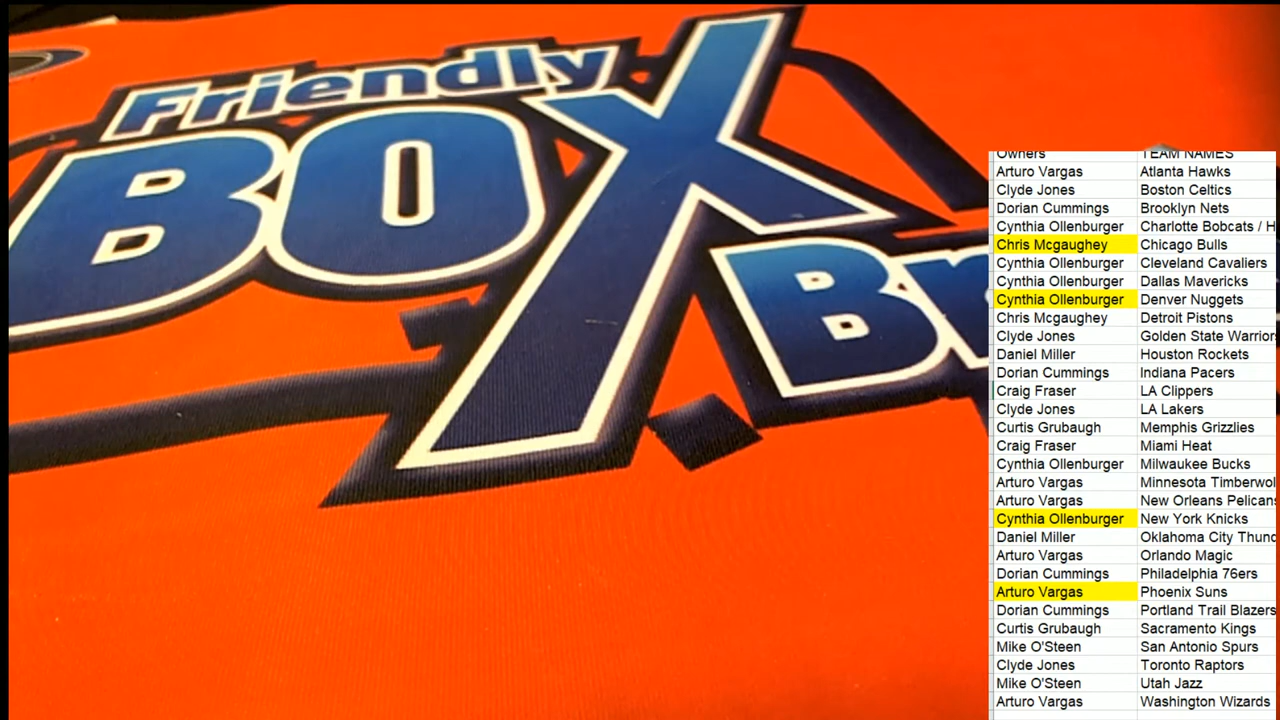 Friendly
BOX
Br
Owners TEAM NAMES
Arturo Vargas Atlanta Hawks
Clyde Jones Boston Celtics
Dorian Cummings Brooklyn Nets
Cynthia Ollenburger Charlotte Bobcats / H
Chris Mcgaughey Chicago Bulls
Cynthia Ollenburger Cleveland Cavaliers
Cynthia Ollenburger Dallas Mavericks
Cynthia Ollenburger Denver Nuggets
Chris Mcgaughey Detroit Pistons
Clyde Jones Golden State Warriors
Daniel Miller Houston Rockets
Dorian Cummings Indiana Pacers
Craig Fraser LA Clippers
Clyde Jones LA Lakers
Curtis Grubaugh Memphis Grizzlies
Craig Fraser Miami Heat
Cynthia Ollenburger Milwaukee Bucks
Arturo Vargas Minnesota Timberwol
Arturo Vargas New Orleans Pelicans
Cynthia Ollenburger New York Knicks
Daniel Miller Oklahoma City Thund
Arturo Vargas Orlando Magic
Dorian Cummings Philadelphia 76ers
Arturo Vargas Phoenix Suns
Dorian Cummings Portland Trail Blazers
Curtis Grubaugh Sacramento Kings
Mike O'Steen San Antonio Spurs
Clyde Jones Toronto Raptors
Mike O'Steen Utah Jazz
Arturo Vargas Washington Wizards